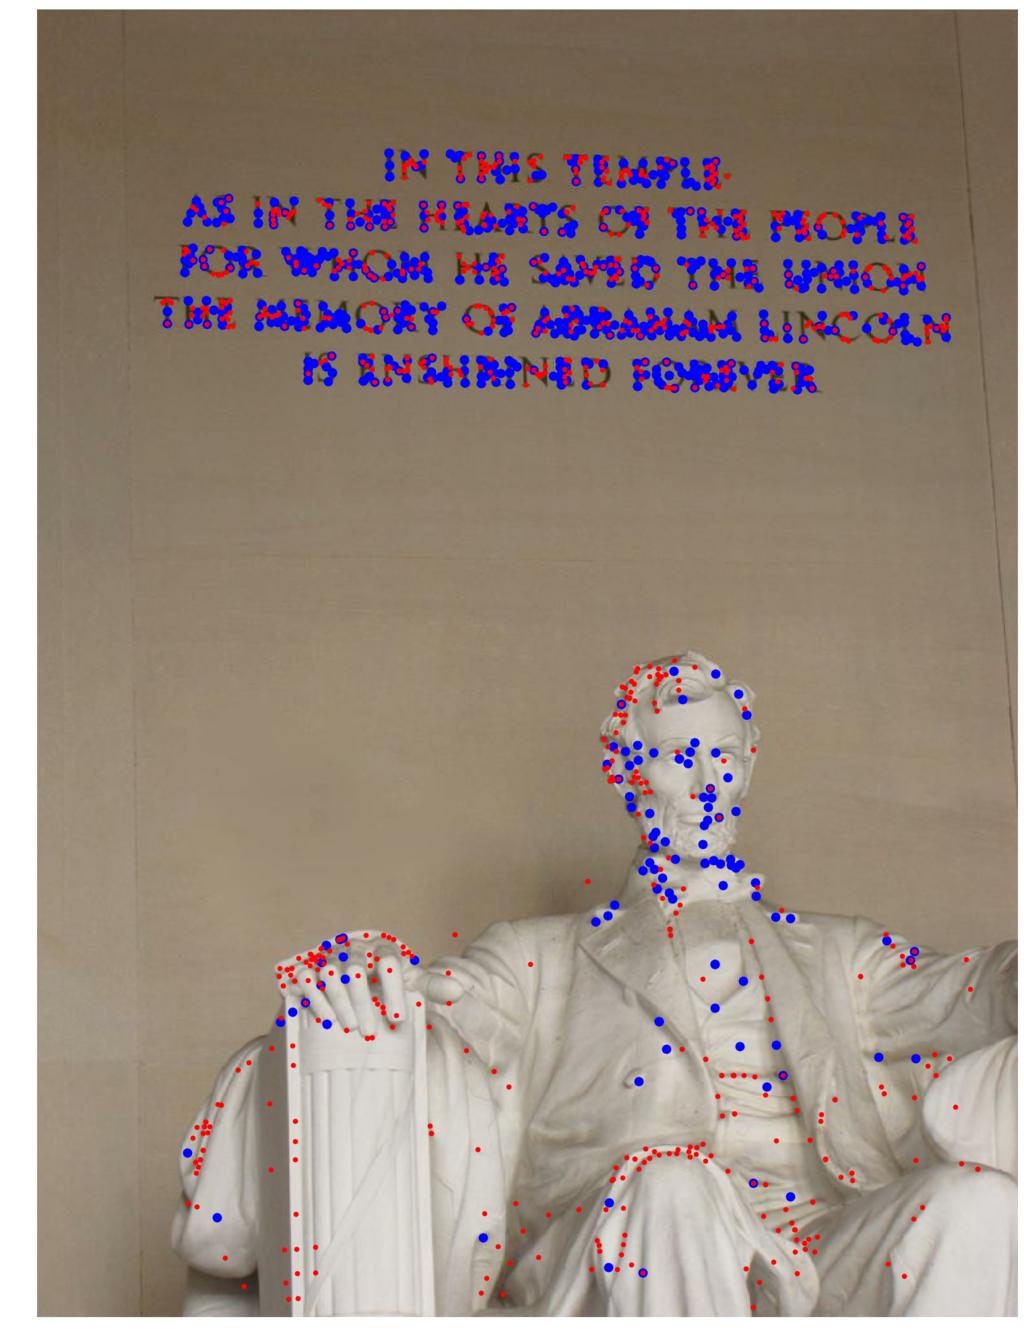 IN THIS TEMPLE
AS IN THE HEARTS OF THE PEOPLE
FOR WHOM HE SAVED THE UNION
THE MEMORY OF ABRAHAM LINCOLN
IS ENSHRINED FOREVER